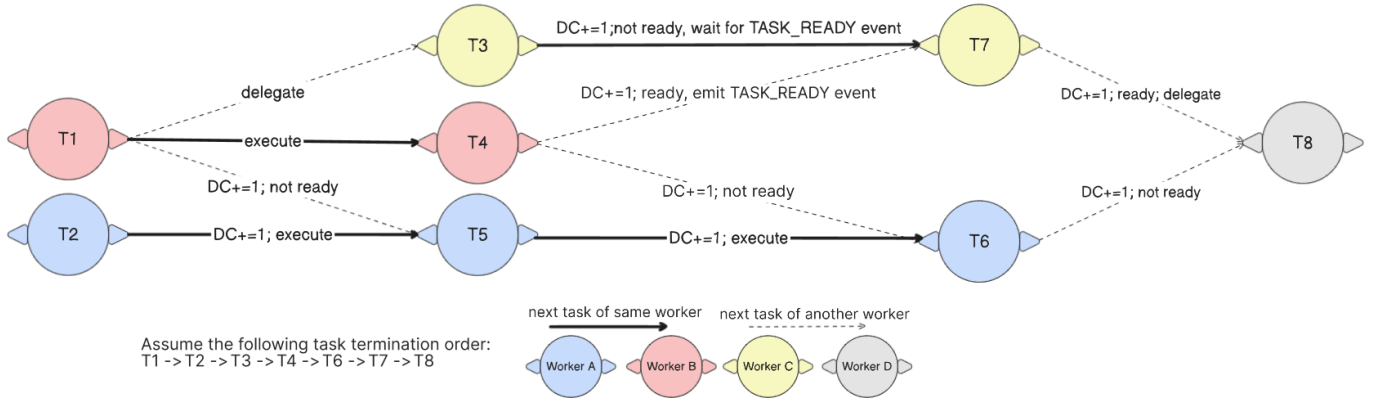 T3
DC+=1;not ready, wait for TASK_READY event
T7
delegate
DC+=1; ready, emit TASK_READY event
DC+=1; ready; delegate
T1
execute
T4
T8
DC+=1; not ready
DC+=1; not ready
DC+=1; not ready
T2
DC+=1; execute
T5
DC+=1; execute
T6
next task of same worker
next task of another worker
Assume the following task termination order:
T1 -> T2 -> T3 -> T4 -> T6 -> T7 -> T8
Worker A
Worker B
Worker C
Worker D